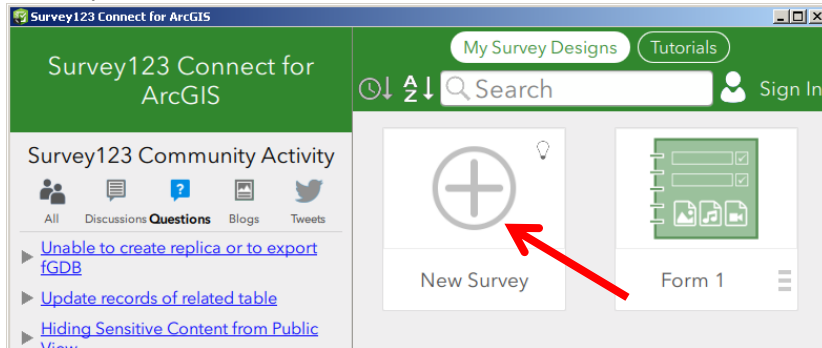 Survey123 Connect for ArcGIS
Survey123 Connect for
ArcGIS
My Survey Designs
Tutorials
A
Z
Search
Sign In
Survey123 Community Activity
All
Discussions
Questions
Blogs
Tweets
Unable to create replica or to export
fGDB
Update records of related table
Hiding Sensitive Content from Public
View
New Survey
Form 1